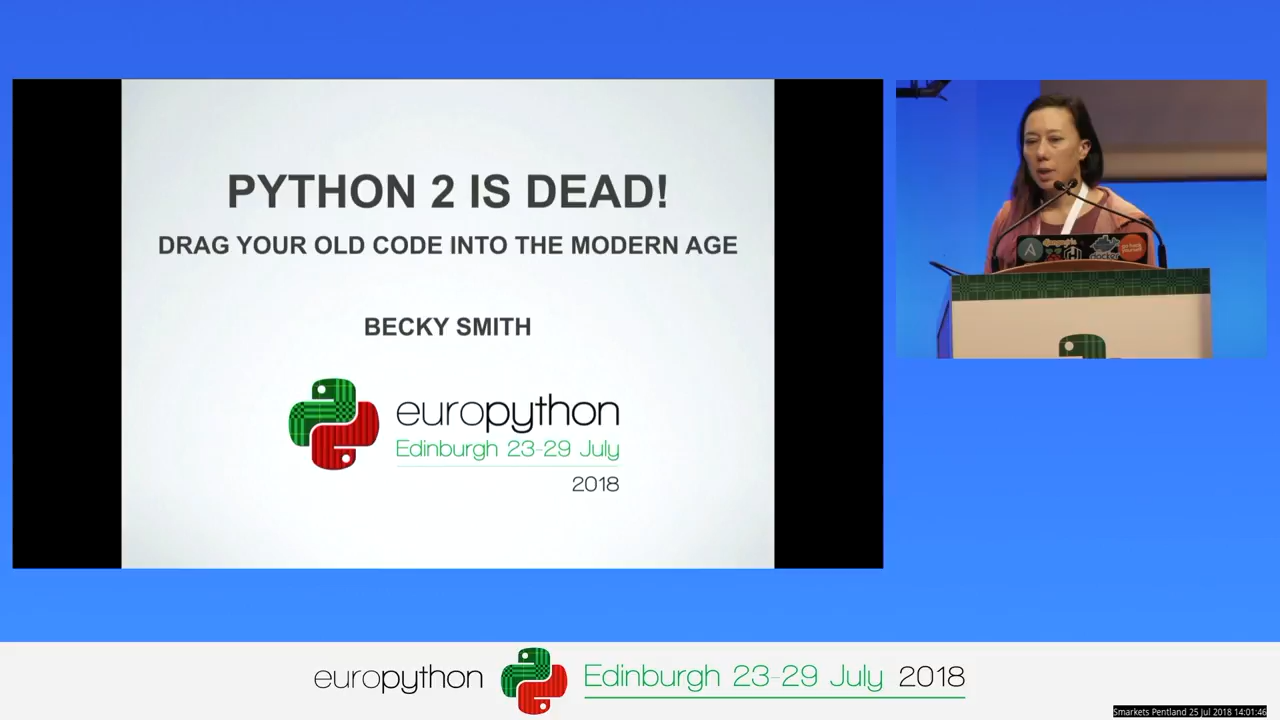 PYTHON 2 IS DEAD!
DRAG YOUR OLD CODE INTO THE MODERN AGE
BECKY SMITH
europython
Edinburgh 23-29 July
2018
europython
Edinburgh 23-29 July 2018
Smarkets Pentland 25 Jul 2018 14:01:46